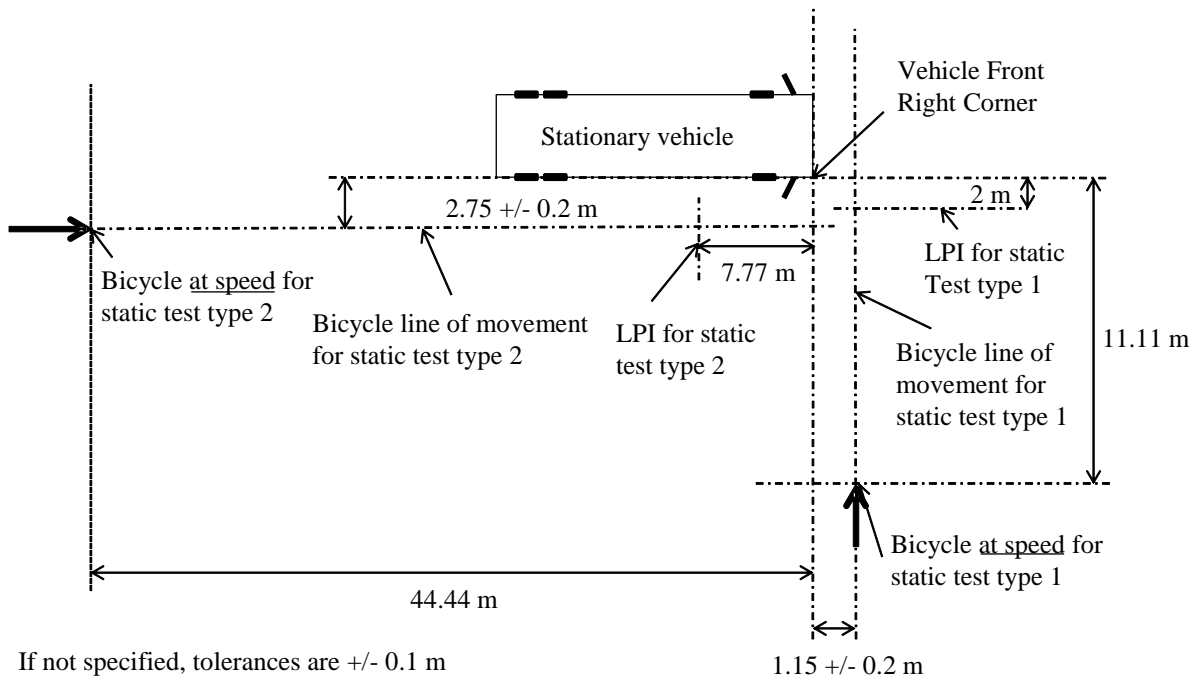 Vehicle Front
Right Corner
Stationary vehicle
2.75 +/- 0.2 m
2 m
7.77 m
LPI for static
Test type 1
Bicycle at speed for
static test type 2
Bicycle line of movement
for static test type 2
LPI for static
test type 2
Bicycle line of
movement for
static test type 1
11.11 m
Bicycle at speed for
static test type 1
44.44 m
1.15 +/- 0.2 m
If not specified, tolerances are +/- 0.1 m